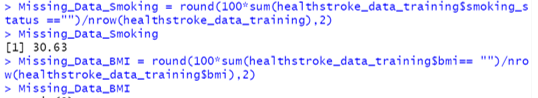 > Missing_Data_Smoking = round(100*sum(healthstroke_data_training$smoking_s
tatus =="")/nrow(healthstroke_data_training),2)
> Missing_Data_Smoking
[1] 30.63
> Missing_Data_BMI = round(100*sum(healthstroke_data_training$bmi== "")/nro
w(healthstroke_data_training$bmi),2)
> Missing_Data_BMI